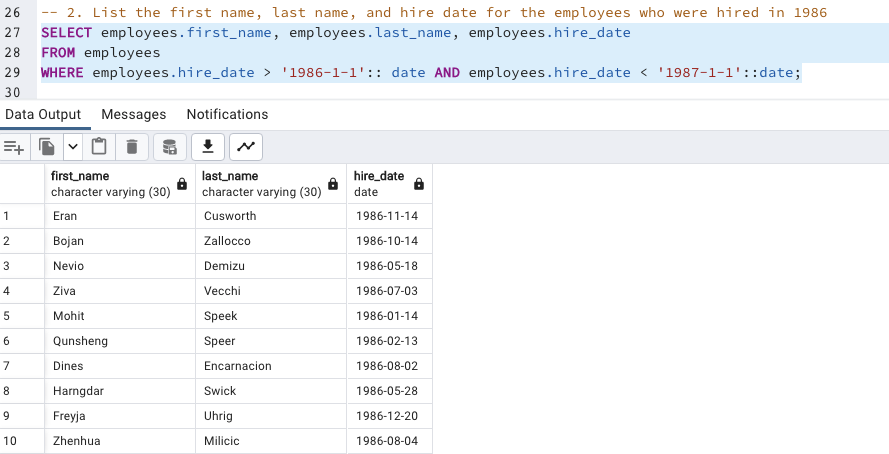 26 -- 2. List the first name, last name, and hire date for the employees who were hired in 1986
27 SELECT employees.first_name, employees.last_name, employees.hire_date
28 FROM employees
29 WHERE employees.hire_date > '1986-1-1':: date AND employees.hire_date < '1987-1-1'::date;
30
Data Output Messages Notifications
first_name last_name hire_date
character varying (30) character varying (30) date
1 Eran Cusworth 1986-11-14
2 Bojan Zallocco 1986-10-14
3 Nevio Demizu 1986-05-18
4 Ziva Vecchi 1986-07-03
5 Mohit Speek 1986-01-14
6 Qunsheng Speer 1986-02-13
7 Dines Encarnacion 1986-08-02
8 Harngdar Swick 1986-05-28
9 Freyja Uhrig 1986-12-20
10 Zhenhua Milicic 1986-08-04